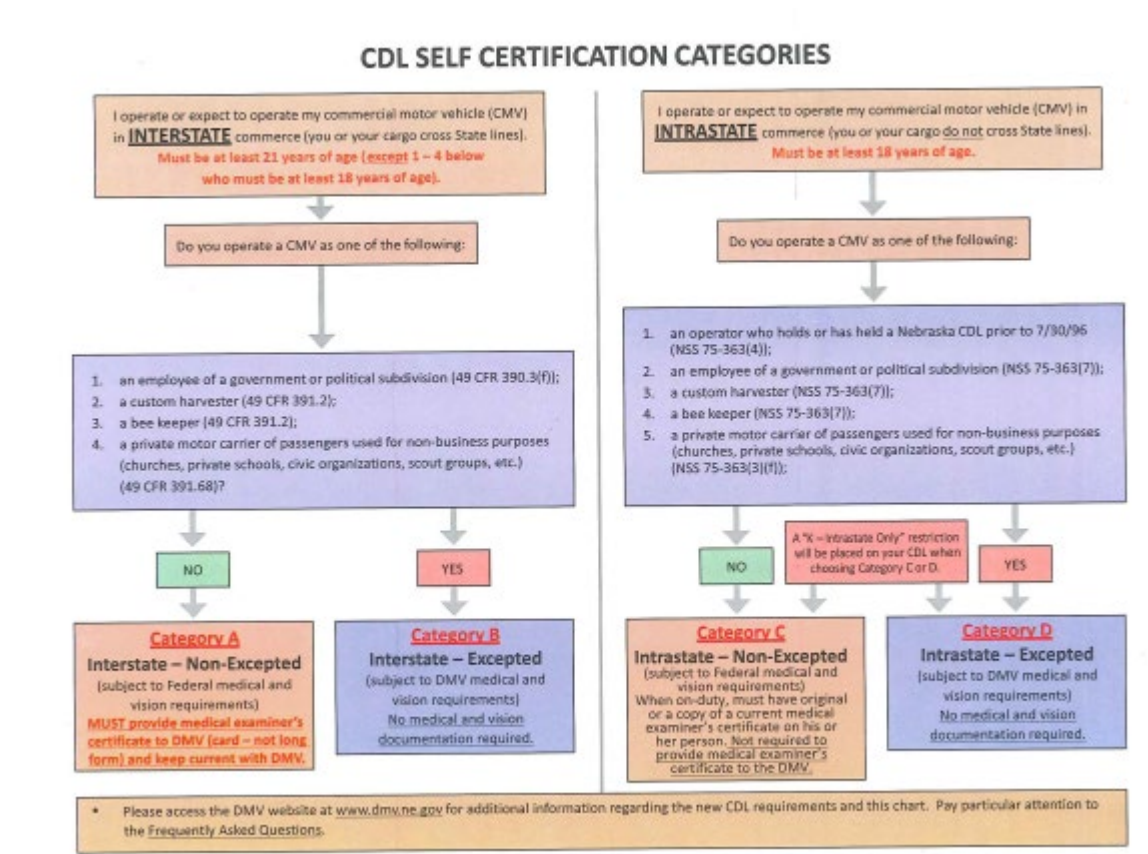 CDL SELF CERTIFICATION CATEGORIES
I operate or expect to operate my commercial motor vehicle (CMV)
in INTERSTATE commerce (you or your cargo cross State lines).
Must be at least 21 years of age (except 1 – 4 below
who must be at least 18 years of age).
Do you operate a CMV as one of the following:
1. an employee of a government or political subdivision (49 CFR 390.3(f));
2. a custom harvester (49 CFR 391.2);
3. a bee keeper (49 CFR 391.2);
4. a private motor carrier of passengers used for non-business purposes
(churches, private schools, civic organizations, scout groups, etc.)
(49 CFR 391.68)?
NO
YES
Category A
Interstate – Non-Excepted
(subject to Federal medical and
vision requirements)
MUST provide medical examiner's
certificate to DMV (card – not long
form) and keep current with DMV.
Category B
Interstate – Excepted
(subject to DMV medical and
vision requirements)
No medical and vision
documentation required.
I operate or expect to operate my commercial motor vehicle (CMV) in
INTRASTATE commerce (you or your cargo do not cross State lines).
Must be at least 18 years of age.
Do you operate a CMV as one of the following:
1. an operator who holds or has held a Nebraska CDL prior to 7/30/96
(NSS 75-363(4));
2. an employee of a government or political subdivision (NSS 75-363(7));
3. a custom harvester (NSS 75-363(7));
4. a bee keeper (NSS 75-363(7));
5. a private motor carrier of passengers used for non-business purposes
(churches, private schools, civic organizations, scout groups, etc.)
(NSS 75-363(3)(f));
NO
A "K – Intrastate Only" restriction
will be placed on your CDL when
choosing Category C or D.
YES
Category C
Intrastate – Non-Excepted
(subject to Federal medical and
vision requirements)
When on-duty, must have original
or a copy of a current medical
examiner's certificate on his or
her person. Not required to
provide medical examiner's
certificate to the DMV.
Category D
Intrastate – Excepted
(subject to DMV medical and
vision requirements)
No medical and vision
documentation required.
* Please access the DMV website at www.dmv.ne.gov for additional information regarding the new CDL requirements and this chart. Pay particular attention to
the Frequently Asked Questions.